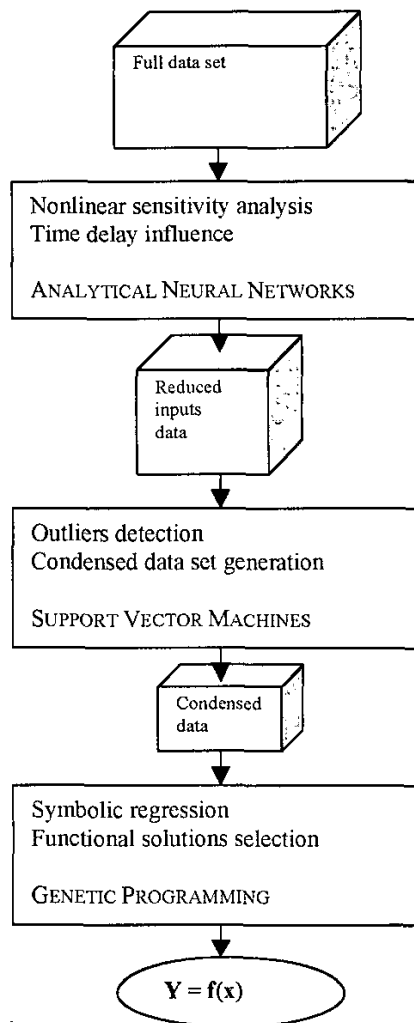 Full data set
Nonlinear sensitivity analysis
Time delay influence
ANALYTICAL NEURAL NETWORKS
Reduced
inputs
data
Outliers detection
Condensed data set generation
SUPPORT VECTOR MACHINES
Condensed
data
Symbolic regression
Functional solutions selection
GENETIC PROGRAMMING
Y = f(x)